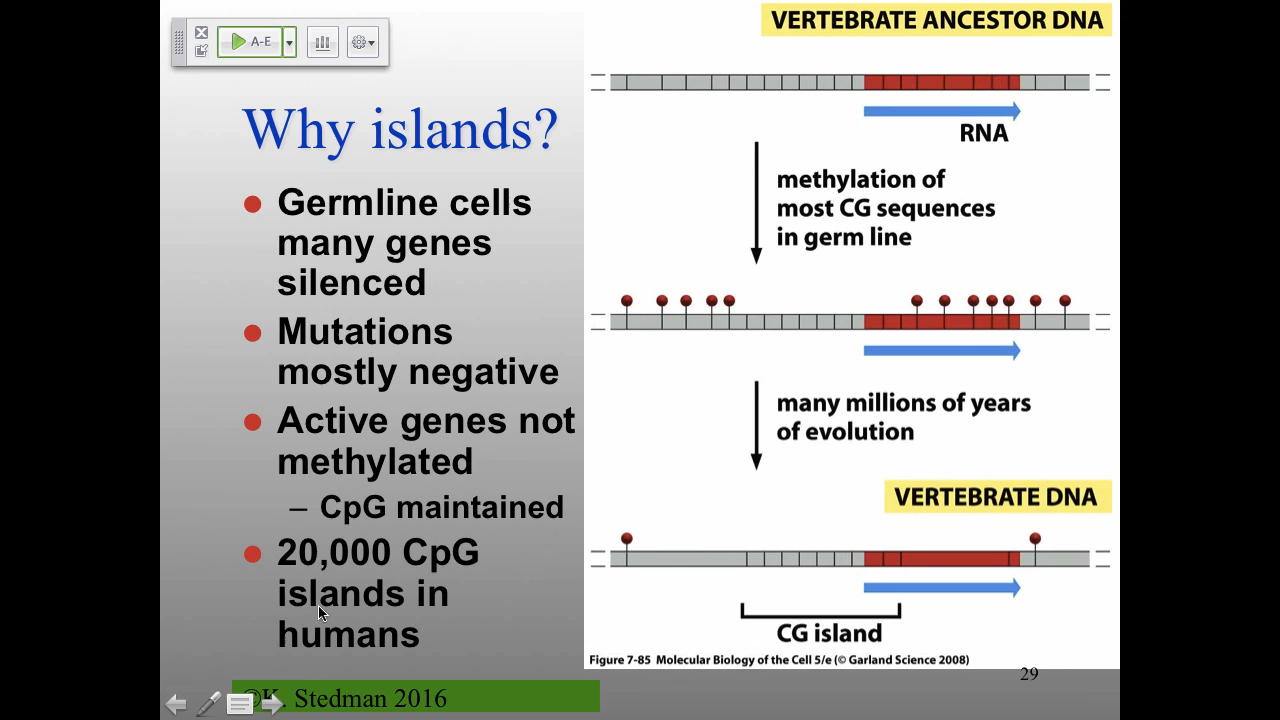 A-E
Why islands?
● Germline cells
many genes
silenced
● Mutations
mostly negative
● Active genes not
methylated
– CpG maintained
● 20,000 CpG
islands in
humans
©K. Stedman 2016
VERTEBRATE ANCESTOR DNA
RNA
methylation of
most CG sequences
in germ line
many millions of years
of evolution
VERTEBRATE DNA
CG island
Figure 7-85 Molecular Biology of the Cell 5/e (© Garland Science 2008)
29